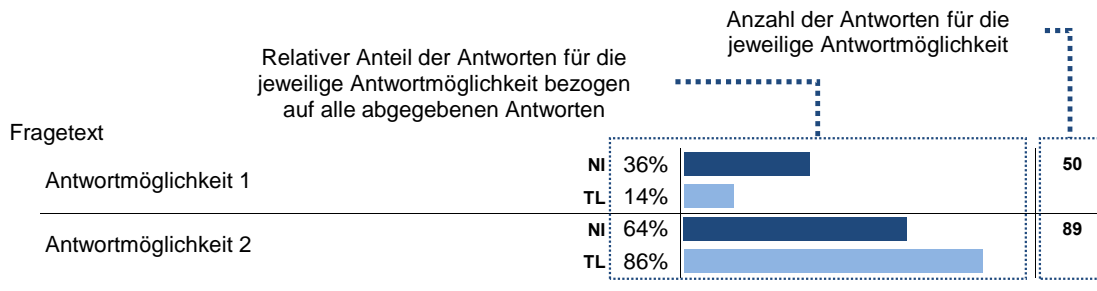 Anzahl der Antworten für die
jeweilige Antwortmöglichkeit
Relativer Anteil der Antworten für die
jeweilige Antwortmöglichkeit bezogen
auf alle abgegebenen Antworten
Fragetext
Antwortmöglichkeit 1
NI 36% 50
TL 14%
Antwortmöglichkeit 2
NI 64% 89
TL 86%